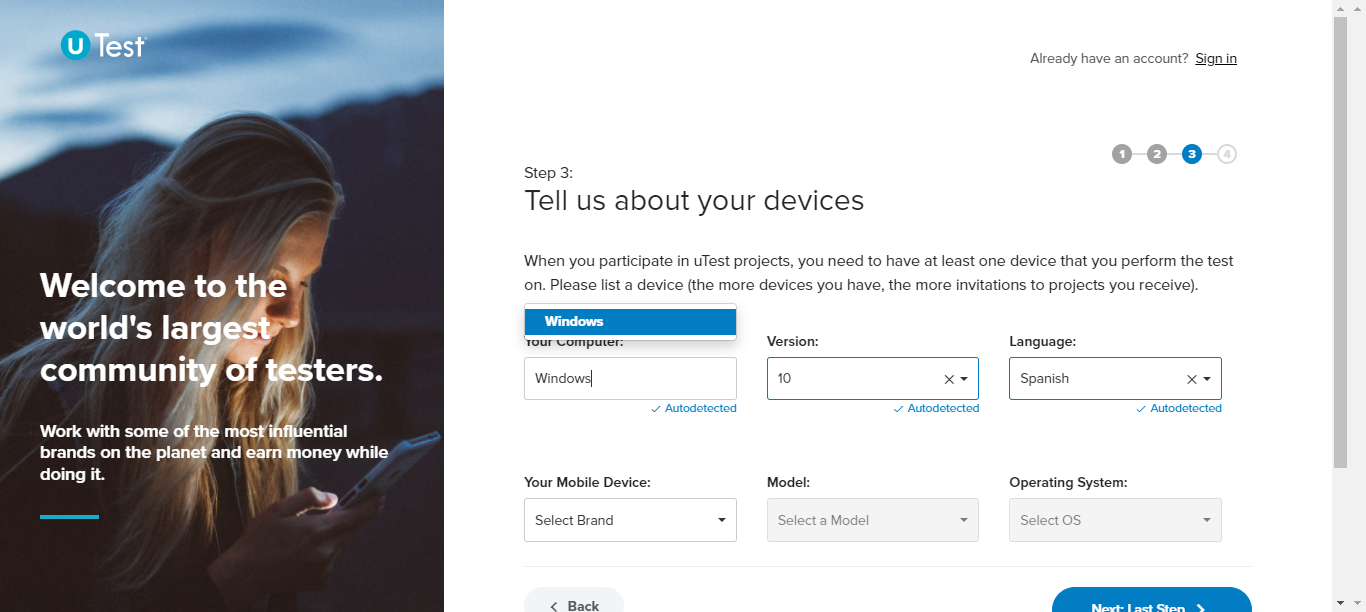 uTest
Already have an account? Sign in
1 2 3 4
Step 3:
Tell us about your devices
Welcome to the
world's largest
community of testers.
Work with some of the most influential
brands on the planet and earn money while
doing it.
When you participate in uTest projects, you need to have at least one device that you perform the test
on. Please list a device (the more devices you have, the more invitations to projects you receive).
Windows
Your Computer: Version: Language:
Windows 10 Spanish
Autodetected Autodetected Autodetected
Your Mobile Device: Model: Operating System:
Select Brand Select a Model Select OS
Back Next: Last Step